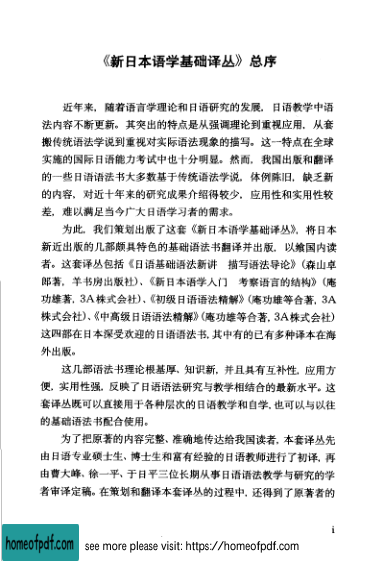 《新日本语学基础译丛》总序
近年来，随着语言学理论和日语研究的发展，日语教学中语
法内容不断更新。其突出的特点是从强调理论到重视应用，从套
搬传统语法学说到重视对实际语法现象的描写。这一特点在全球
实施的国际日语能力考试中也十分明显。然而，我国出版和翻译
的一些日语语法书大多数基于传统语法学说，体例陈旧，缺乏新
的内容，对近十年来的研究成果介绍得较少，应用性和实用性较
差，难以满足当今广大日语学习者的需求。
为此，我们策划出版了这套《新日本语学基础译丛》，将日本
新近出版的几部颇具特色的基础语法书翻译并出版，以飨国内读
者。这套译丛包括《日语基础语法新讲　描写语法导论》（森山卓
郎著，羊书房出版社）、《新日本语学人门　考察语言的结构》（庵
功雄著，3A株式会社）、《初级日语语法精解》（庵功雄等合著，3A
株式会社）、《中高级日语语法精解》（庵功雄等合著，3A株式会社）
这四部在日本深受欢迎的日语语法书，其中有的已有多种译本在海
外出版。
这几部语法书理论根基厚，知识新，并且具有互补性，应用方
便，实用性强，反映了日语语法研究与教学相结合的最新水平。这
套译丛既可以直接用于各种层次的日语教学和自学，也可以与以往
的基础语法书配合使用。
为了把原著的内容完整、准确地传达给我国读者，本套译丛先
由日语专业硕士生、博士生和富有经验的日语教师进行了初译，再
由曹大峰、徐一平、于日平三位长期从事日语语法教学与研究的学
者审译定稿。在策划和翻译本套译丛的过程中，还得到了原著者的
i
homeofpdf.com
see more please visit: https://homeofpdf.com